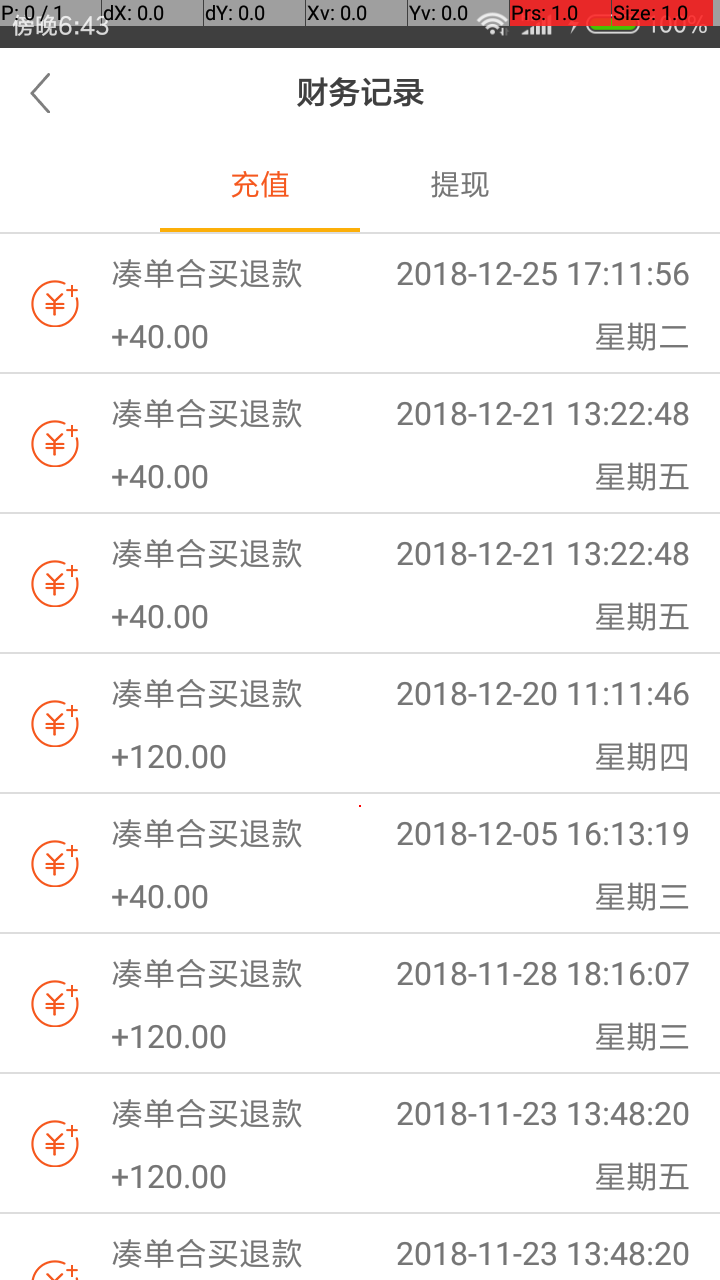 P: 0 / 1 dX: 0.0 dY: 0.0 Xv: 0.0 Yv: 0.0 Prs: 1.0 Size: 1.0
傍晚6:43 100%
财务记录
充值 提现
凑单合买退款 2018-12-25 17:11:56
+40.00 星期二
凑单合买退款 2018-12-21 13:22:48
+40.00 星期五
凑单合买退款 2018-12-21 13:22:48
+40.00 星期五
凑单合买退款 2018-12-20 11:11:46
+120.00 星期四
凑单合买退款 2018-12-05 16:13:19
+40.00 星期三
凑单合买退款 2018-11-28 18:16:07
+120.00 星期三
凑单合买退款 2018-11-23 13:48:20
+120.00 星期五
凑单合买退款 2018-11-23 13:48:20